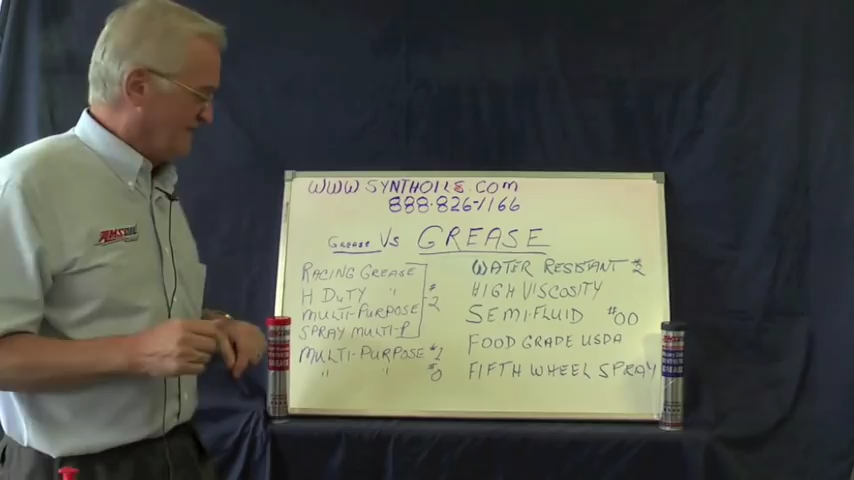 WWW SYNTHOILE.COM
888-826-1166
GREASE VS GREASE
RACING GREASE
H DUTY "
MULTI-PURPOSE
SPRAY MULTI-P
#2
MULTI-PURPOSE #1
" " #0
WATER RESISTANT #2
HIGH VISCOSITY
SEMI-FLUID #00
FOOD GRADE USDA
FIFTH WHEEL SPRAY
AMSOIL